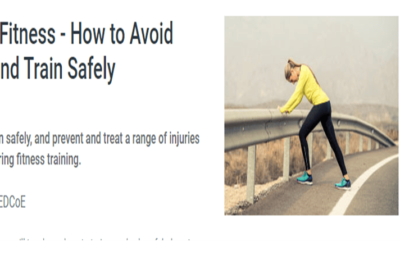 Fitness - How to Avoid
nd Train Safely
n safely, and prevent and treat a range of injuries
ring fitness training.
EDCoE